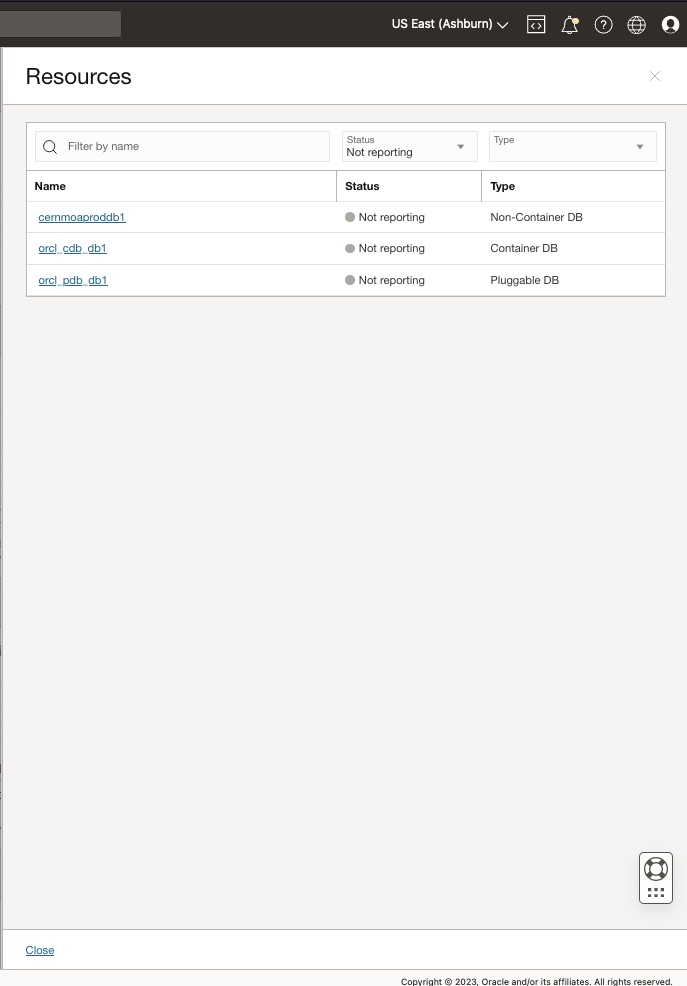 US East (Ashburn)
Resources
Filter by name
Status
Not reporting
Type
Name Status Type
cernmoaproddb1 Not reporting Non-Container DB
orcl_cdb_db1 Not reporting Container DB
orcl_pdb_db1 Not reporting Pluggable DB
Close
Copyright © 2023, Oracle and/or its affiliates. All rights reserved.